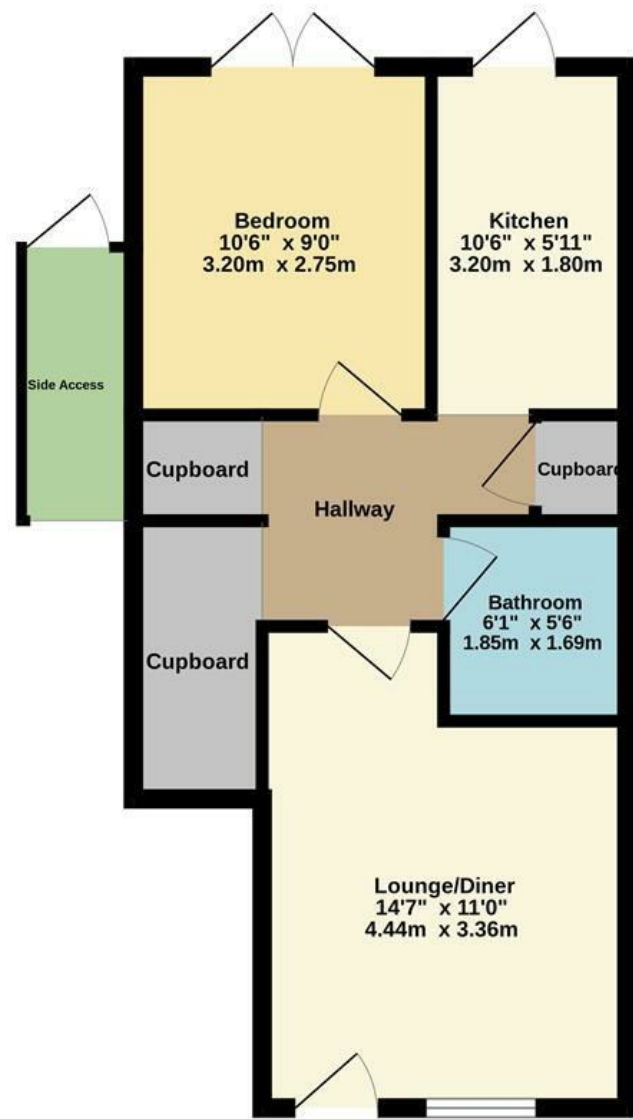 Bedroom
10'6" x 9'0"
3.20m x 2.75m
Kitchen
10'6" x 5'11"
3.20m x 1.80m
Side Access
Cupboard
Hallway
Cupboard
Bathroom
6'1" x 5'6"
1.85m x 1.69m
Cupboard
Lounge/Diner
14'7" x 11'0"
4.44m x 3.36m